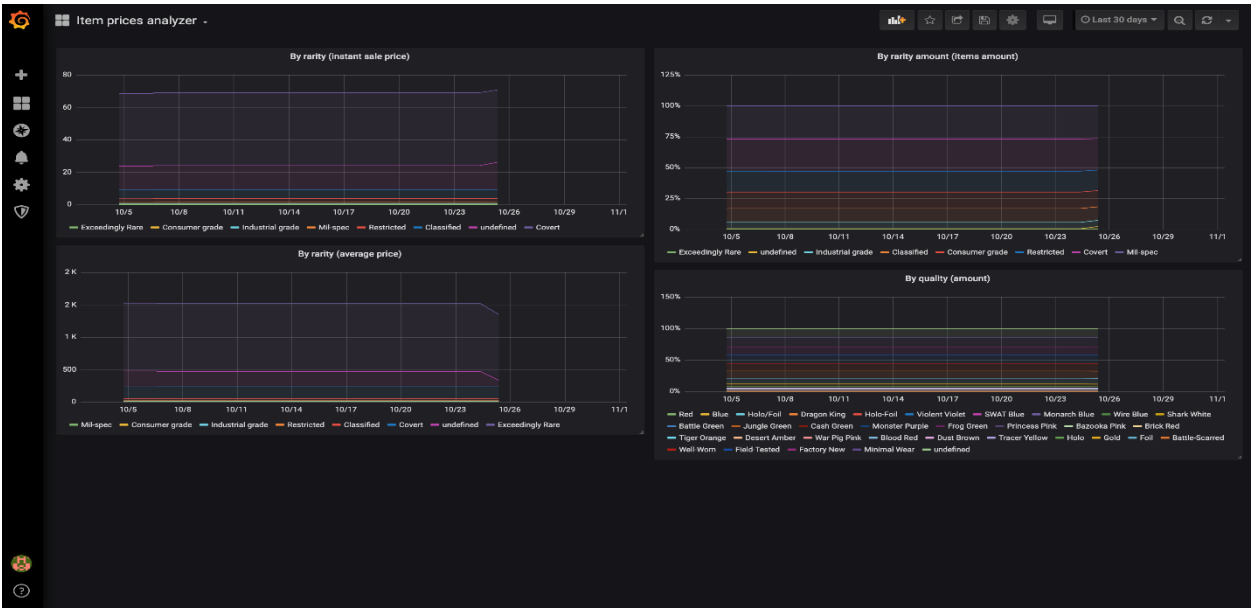 Item prices analyzer
Last 30 days
By rarity (instant sale price)
80
60
40
20
0
10/5 10/8 10/11 10/14 10/17 10/20 10/23 10/26 10/29 11/1
Exceedingly Rare Consumer grade Industrial grade Mil-spec Restricted Classified undefined Covert
By rarity amount (items amount)
125%
100%
75%
50%
25%
0%
10/5 10/8 10/11 10/14 10/17 10/20 10/23 10/26 10/29 11/1
Exceedingly Rare undefined Industrial grade Classified Consumer grade Restricted Covert Mil-spec
By rarity (average price)
2 K
2 K
1 K
500
0
10/5 10/8 10/11 10/14 10/17 10/20 10/23 10/26 10/29 11/1
Mil-spec Consumer grade Industrial grade Restricted Classified Covert undefined Exceedingly Rare
By quality (amount)
150%
100%
50%
0%
10/5 10/8 10/11 10/14 10/17 10/20 10/23 10/26 10/29 11/1
Red Blue Holo/Foil Dragon King Holo-Foil Violent Violet SWAT Blue Monarch Blue Wire Blue Shark White
Battle Green Jungle Green Cash Green Monster Purple Frog Green Princess Pink Bazooka Pink Brick Red
Tiger Orange Desert Amber War Pig Pink Blood Red Dust Brown Tracer Yellow Holo Gold Foil Battle-Scarred
Well-Worn Field Tested Factory New Minimal Wear undefined